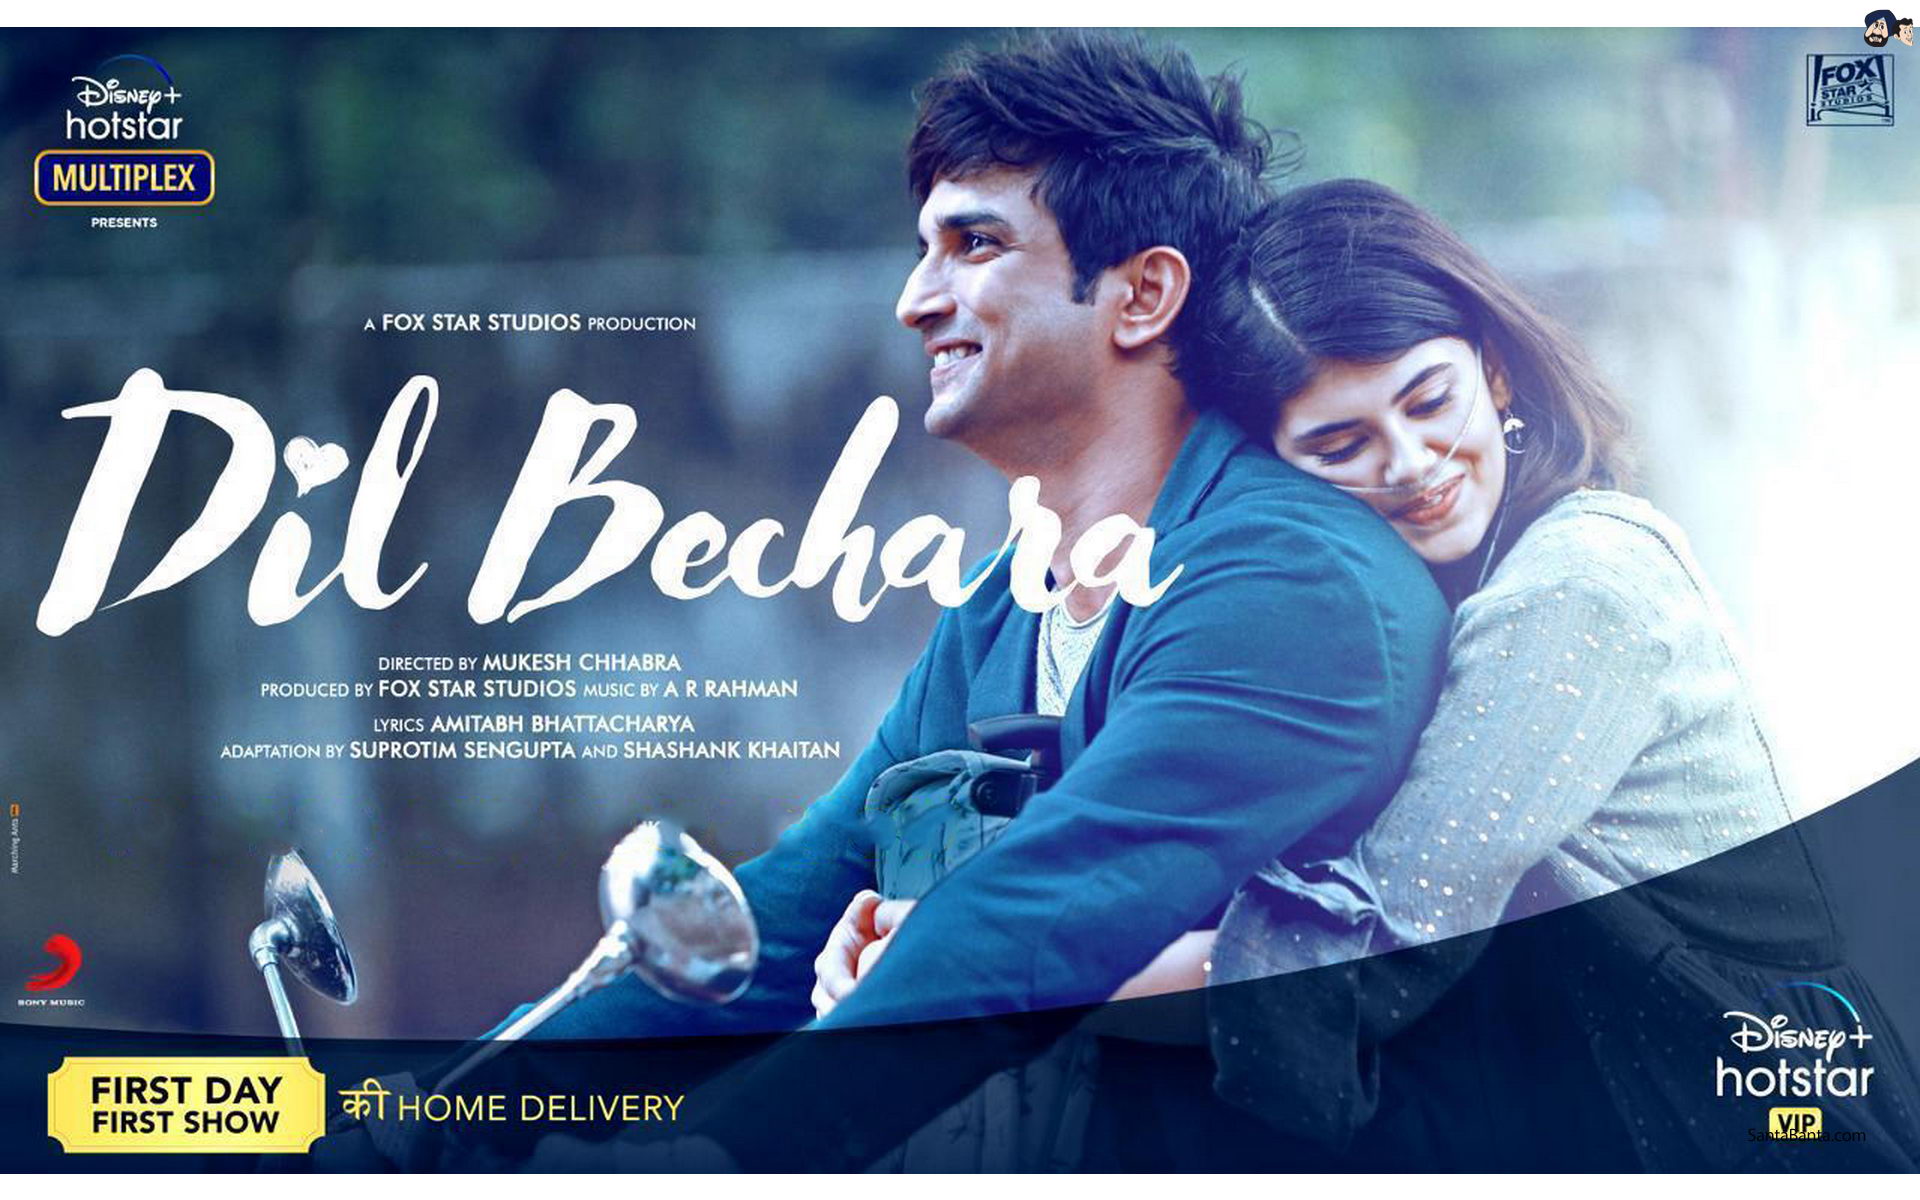 Disney+
hotstar
MULTIPLEX
PRESENTS
FOX
STAR
STUDIOS
A FOX STAR STUDIOS PRODUCTION
Dil Bechara
DIRECTED BY MUKESH CHHABRA
PRODUCED BY FOX STAR STUDIOS MUSIC BY A R RAHMAN
LYRICS AMITABH BHATTACHARYA
ADAPTATION BY SUPROTIM SENGUPTA AND SHASHANK KHAITAN
Marching Ants
SONY MUSIC
FIRST DAY
FIRST SHOW
की HOME DELIVERY
Disney+
hotstar
VIP
SantaBanta.com